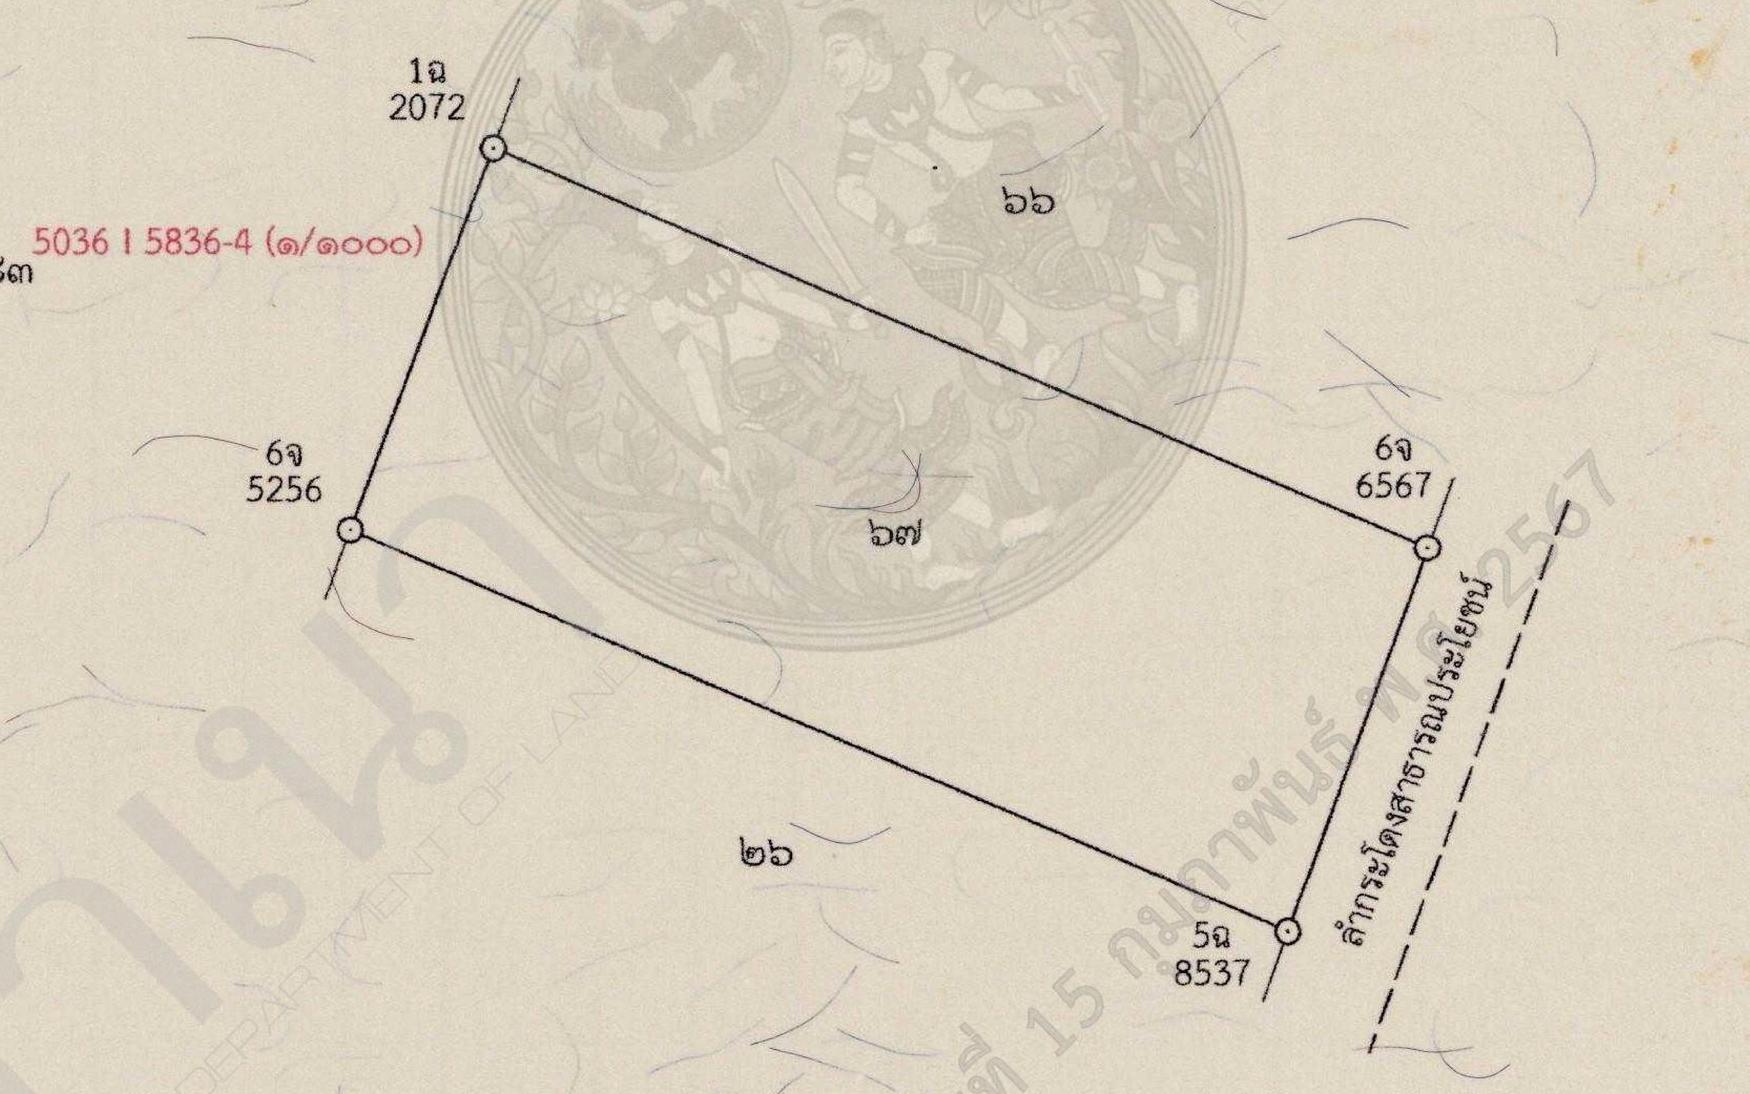 1ฉ
2072
๖๖
5036 I 5836-4 (๑/๑๐๐๐)
๓
6จ
5256
6จ
6567
๖๗
ลำกระโดงสาธารณประโยชน์
๒๖
5ฉ
8537
ที่ 15 กุมภาพันธ์ พ.ศ. 2567
DEPARTMENT OF LAND